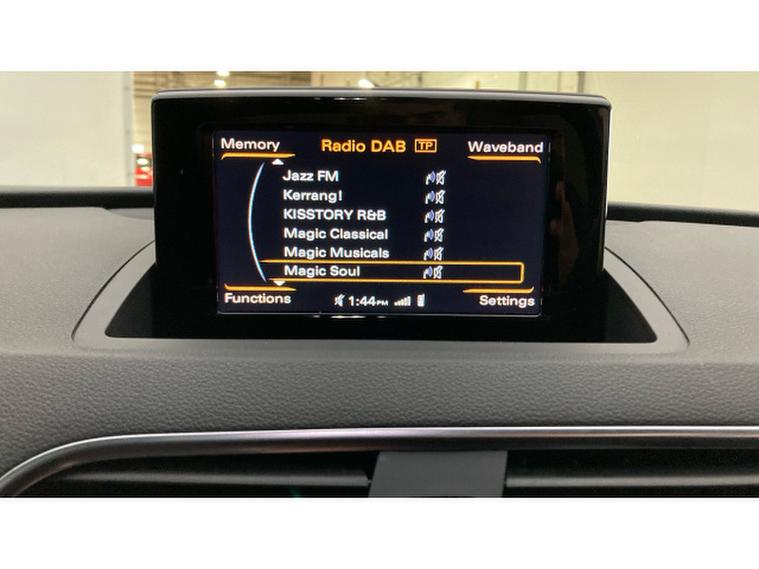 Memory Radio DAB TP Waveband
Jazz FM
Kerrang!
KISSTORY R&B
Magic Classical
Magic Musicals
Magic Soul
Functions 1:44PM Settings